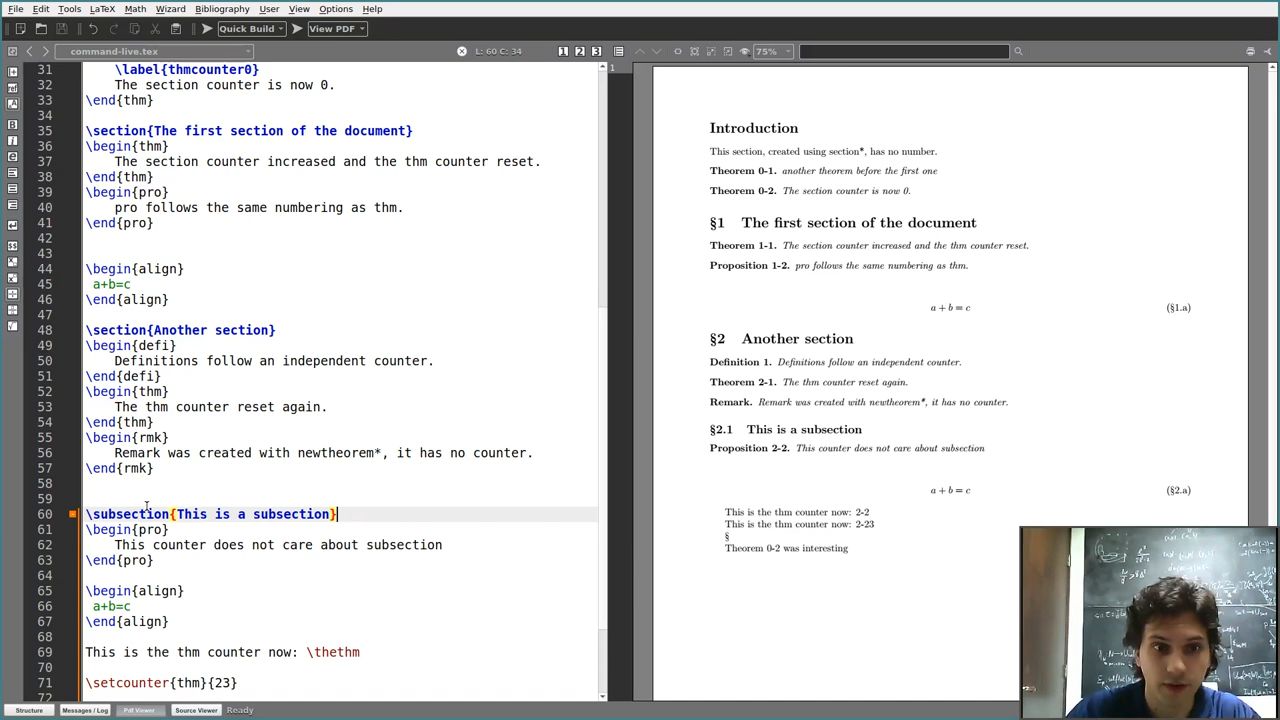 File Edit Tools LaTeX Math Wizard Bibliography User View Options Help
Quick Build View PDF
command-live.tex L: 60 C: 34 1 2 3 75%
31 \label{thmcounter0}
32 The section counter is now 0.
33 \end{thm}
34
35 \section{The first section of the document}
36 \begin{thm}
37 The section counter increased and the thm counter reset.
38 \end{thm}
39 \begin{pro}
40 pro follows the same numbering as thm.
41 \end{pro}
42
43
44 \begin{align}
45 a+b=c
46 \end{align}
47
48 \section{Another section}
49 \begin{defi}
50 Definitions follow an independent counter.
51 \end{defi}
52 \begin{thm}
53 The thm counter reset again.
54 \end{thm}
55 \begin{rmk}
56 Remark was created with newtheorem*, it has no counter.
57 \end{rmk}
58
59
60 \subsection{This is a subsection}
61 \begin{pro}
62 This counter does not care about subsection
63 \end{pro}
64
65 \begin{align}
66 a+b=c
67 \end{align}
68
69 This is the thm counter now: \thethm
70
71 \setcounter{thm}{23}
72
1
Introduction
This section, created using section*, has no number.
Theorem 0-1. another theorem before the first one
Theorem 0-2. The section counter is now 0.
§1 The first section of the document
Theorem 1-1. The section counter increased and the thm counter reset.
Proposition 1-2. pro follows the same numbering as thm.
a + b = c (§1.a)
§2 Another section
Definition 1. Definitions follow an independent counter.
Theorem 2-1. The thm counter reset again.
Remark. Remark was created with newtheorem*, it has no counter.
§2.1 This is a subsection
Proposition 2-2. This counter does not care about subsection
a + b = c (§2.a)
This is the thm counter now: 2-2
This is the thm counter now: 2-23
§
Theorem 0-2 was interesting
Structure Messages / Log Pdf Viewer Source Viewer Ready